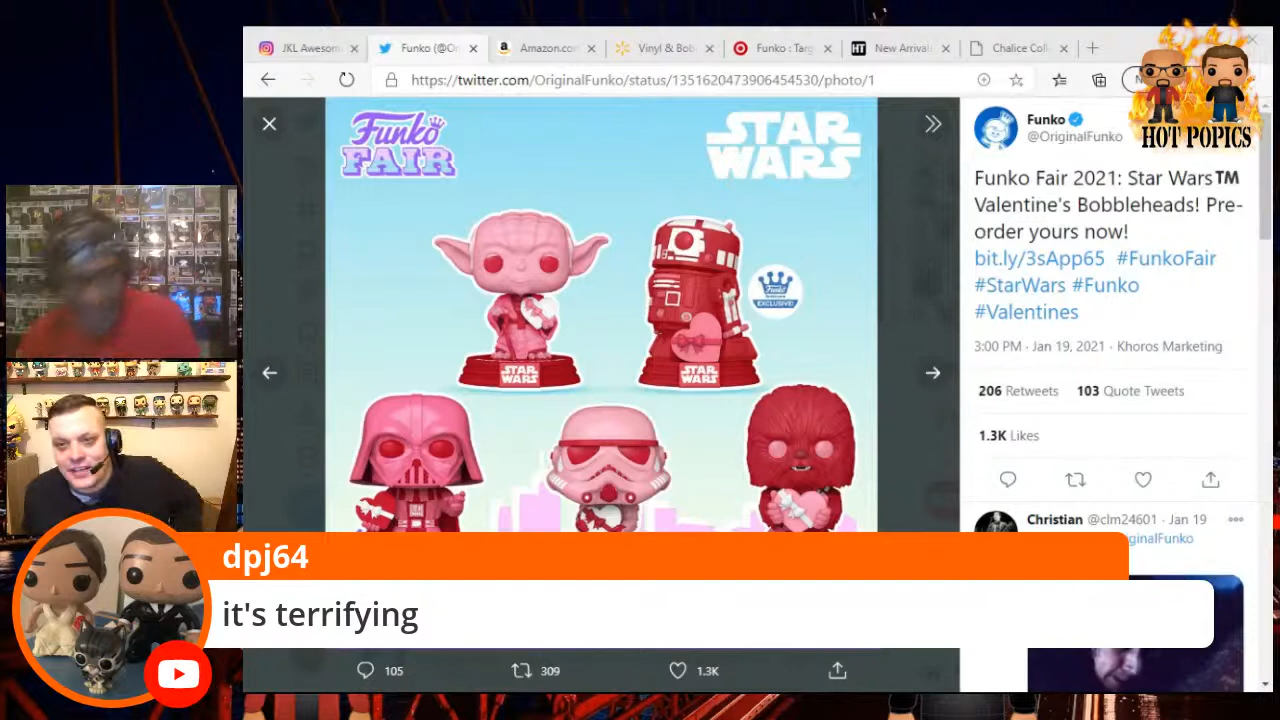 JKL Awesom
Funko (@O
Amazon.co
Vinyl & Bob
Funko : Targ
New Arrival
Chalice Coll
https://twitter.com/OriginalFunko/status/1351620473906454530/photo/1
HOT POPICS
Funko
FAIR
STAR
WARS
Funko
EXCLUSIVE!
STAR
WARS
STAR
WARS
Funko
@OriginalFunko
Funko Fair 2021: Star Wars™
Valentine's Bobbleheads! Pre-
order yours now!
bit.ly/3sApp65 #FunkoFair
#StarWars #Funko
#Valentines
3:00 PM · Jan 19, 2021 · Khoros Marketing
206 Retweets 103 Quote Tweets
1.3K Likes
Christian @clm24601 · Jan 19
ginalFunko
dpj64
it's terrifying
105
309
1.3K